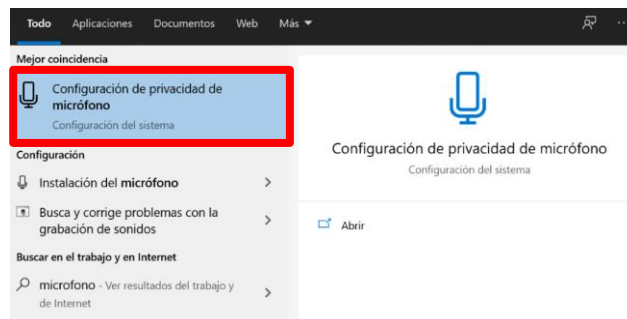 Todo Aplicaciones Documentos Web Más
Mejor coincidencia
Configuración de privacidad de
micrófono
Configuración del sistema
Configuración
Instalación del micrófono
Busca y corrige problemas con la
grabación de sonidos
Buscar en el trabajo y en Internet
microfono - Ver resultados del trabajo y
de Internet
Configuración de privacidad de micrófono
Configuración del sistema
Abrir